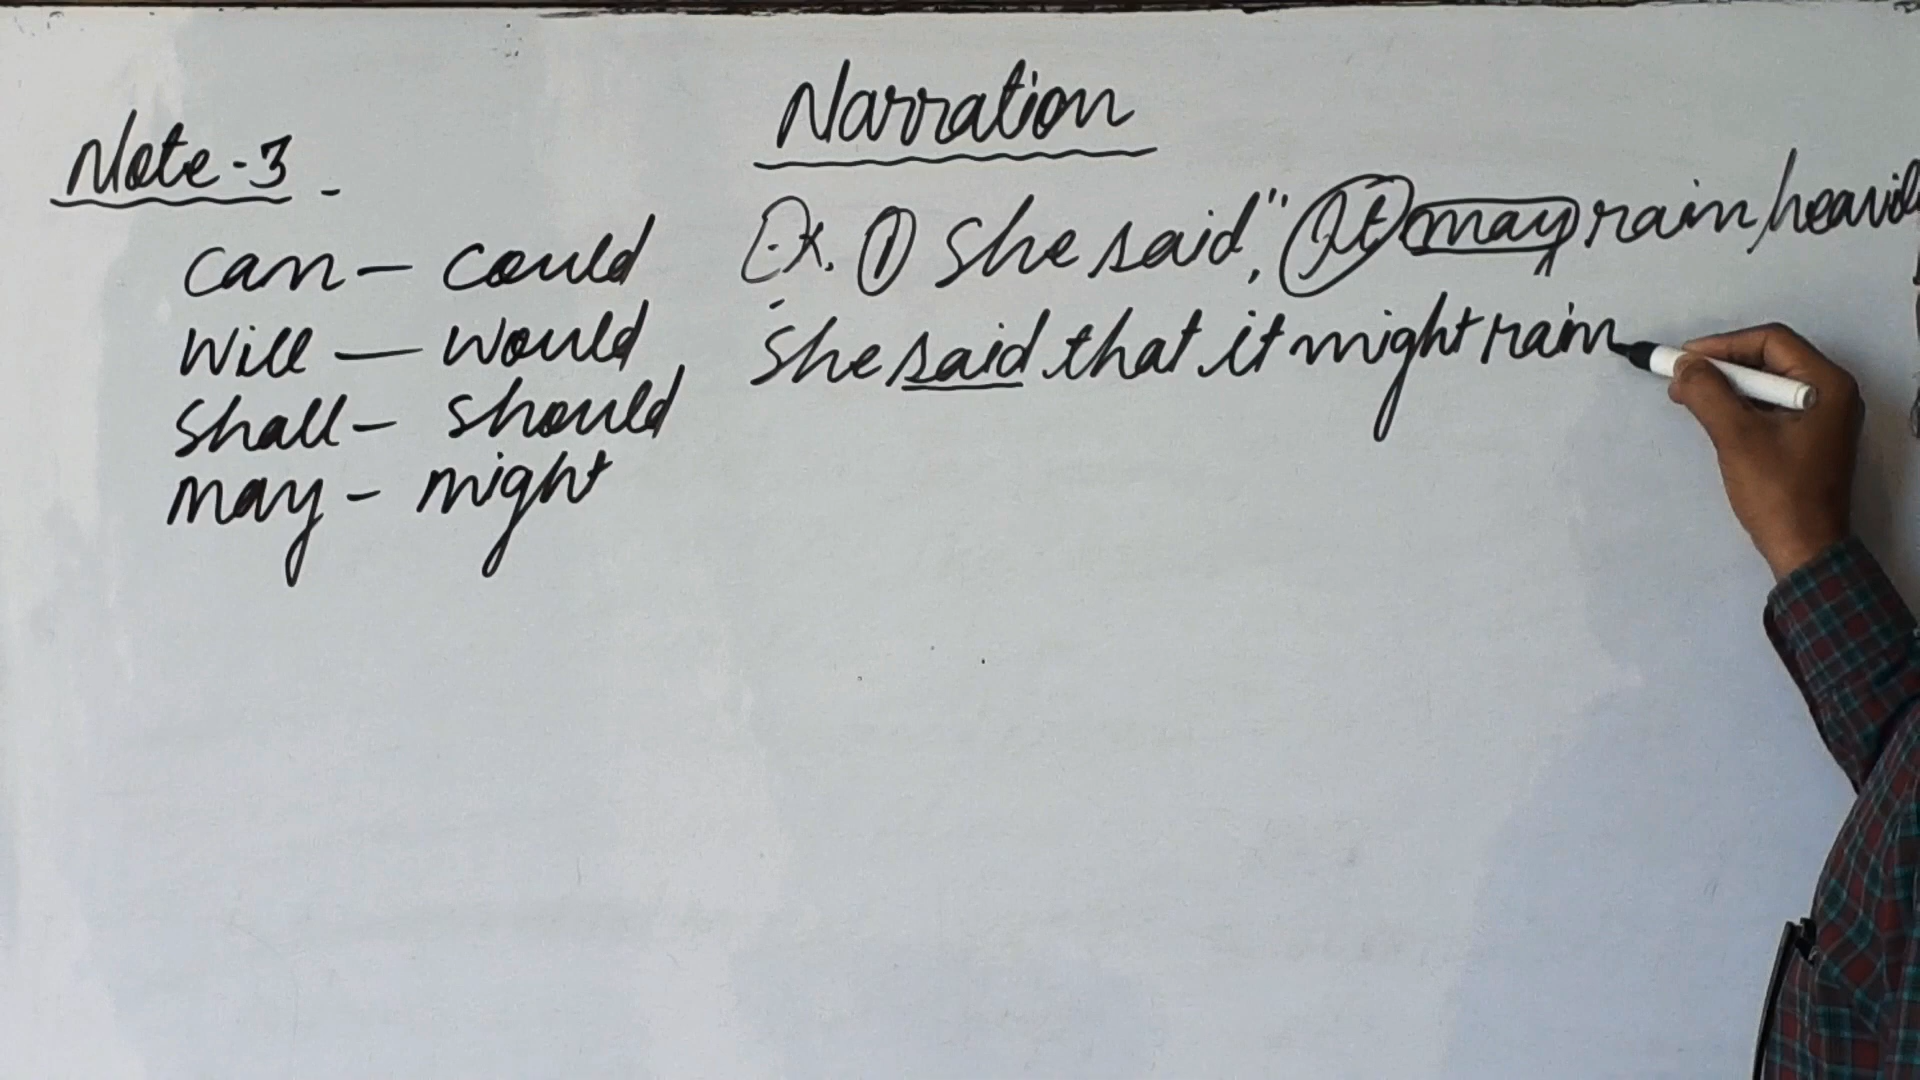 Narration
Note-3 -
can - could
Will - would
Shall - should
may - might
Ex. ① She said, "It may rain heavil
She said that it might rain